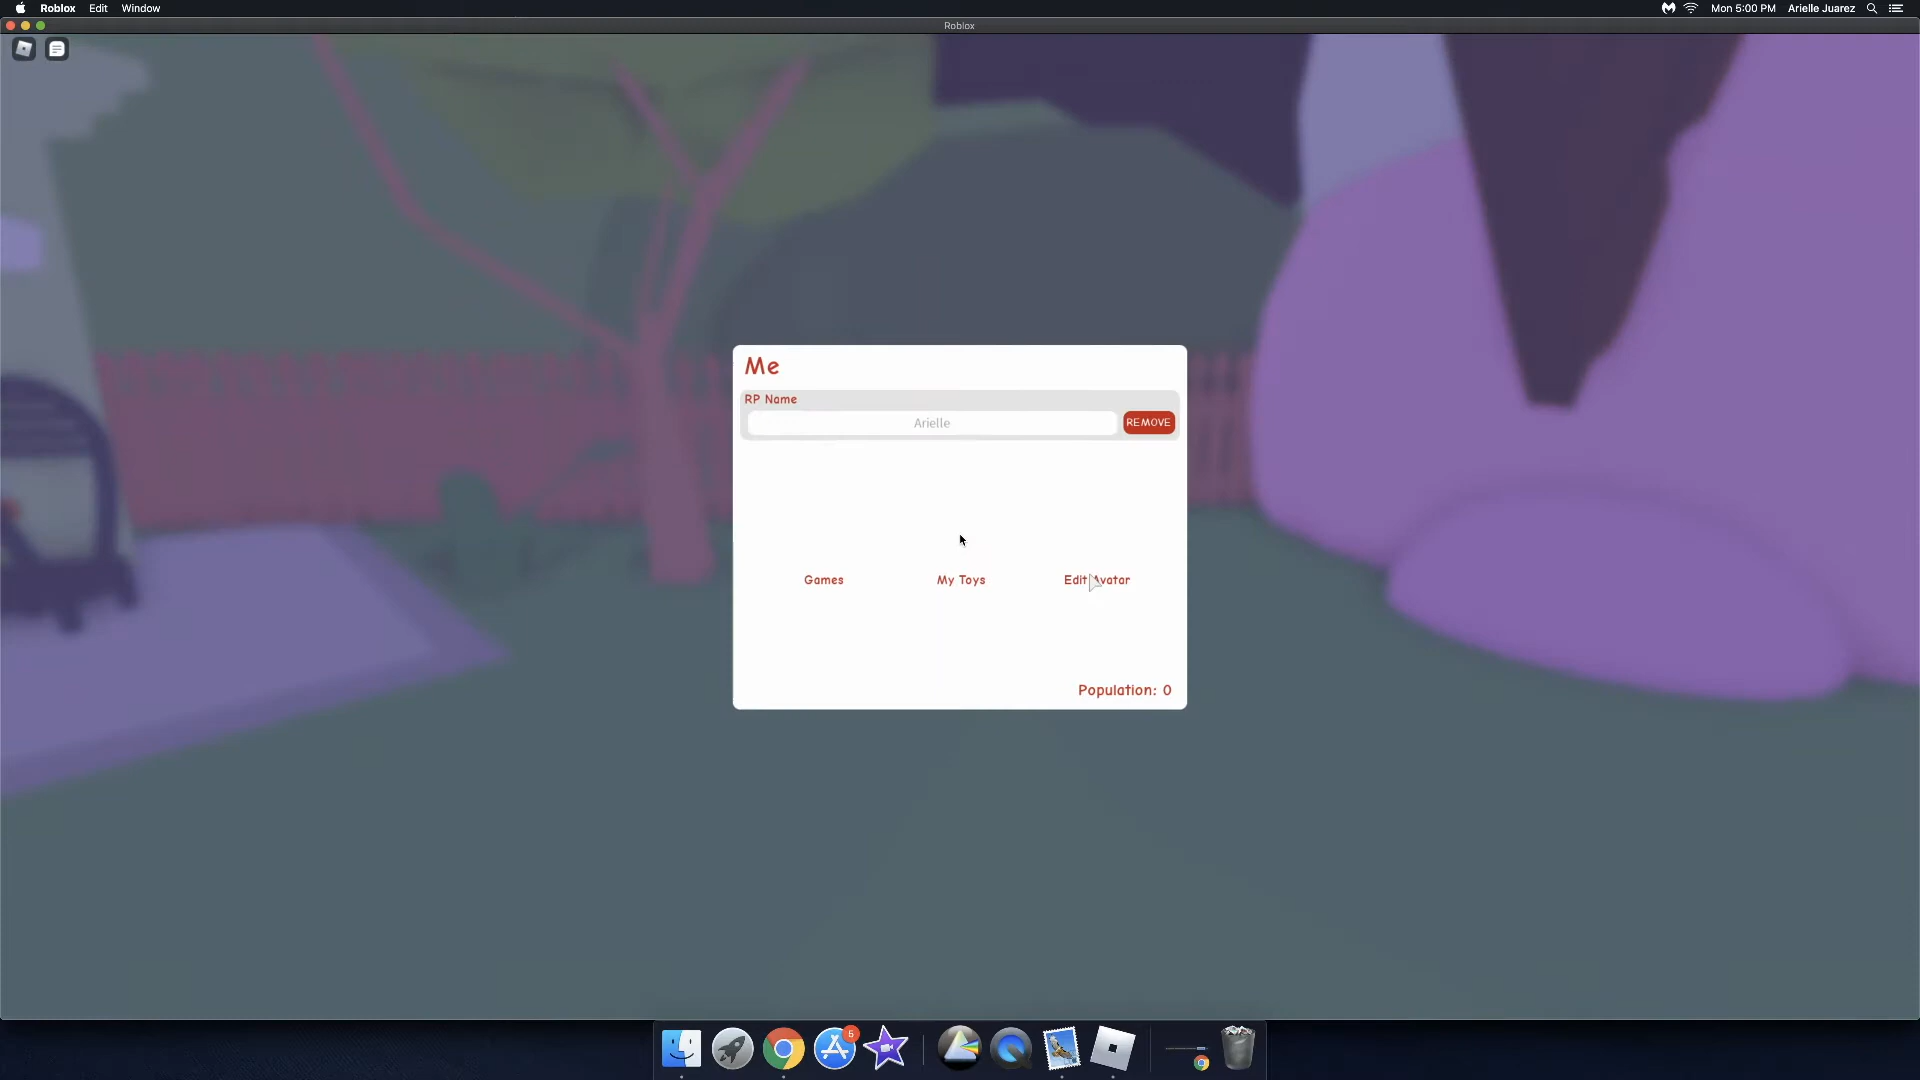 Roblox Edit Window
Mon 5:00 PM Arielle Juarez
Roblox
Me
RP Name
Arielle
REMOVE
Games
My Toys
Edit Avatar
Population: 0
6